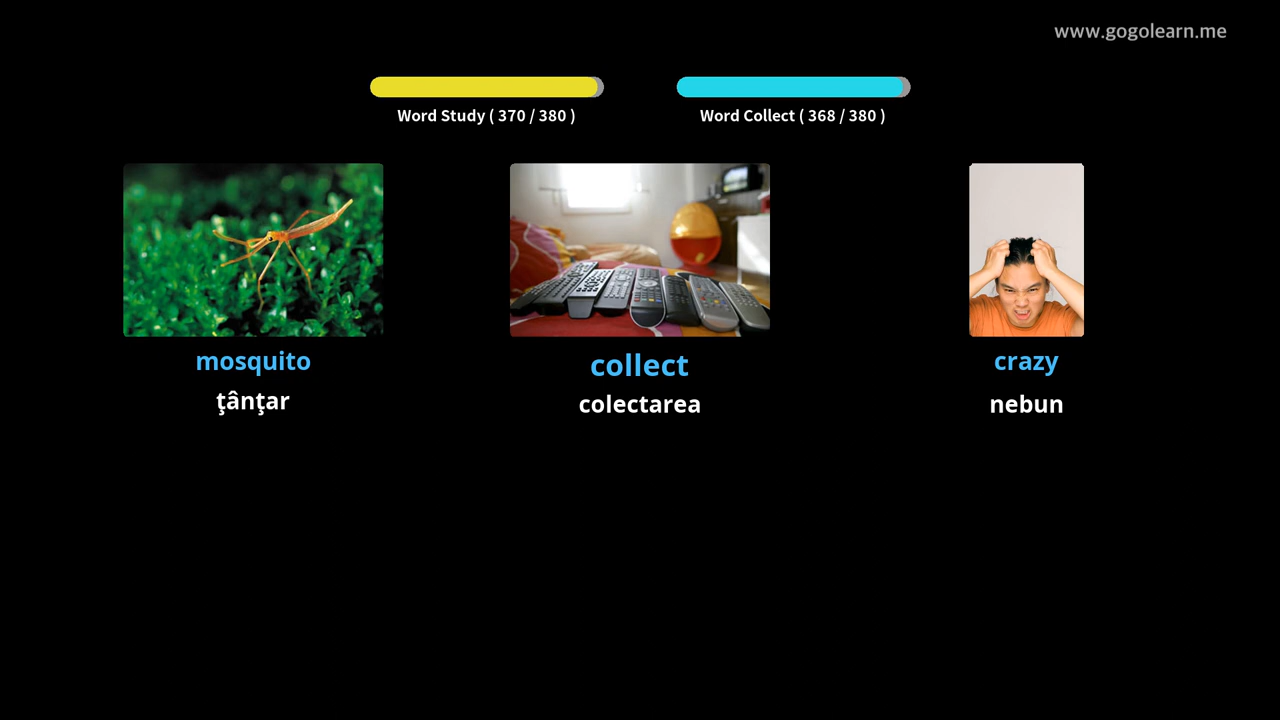 www.gogolearn.me
Word Study ( 370 / 380 )
Word Collect ( 368 / 380 )
mosquito
ţânţar
collect
colectarea
crazy
nebun